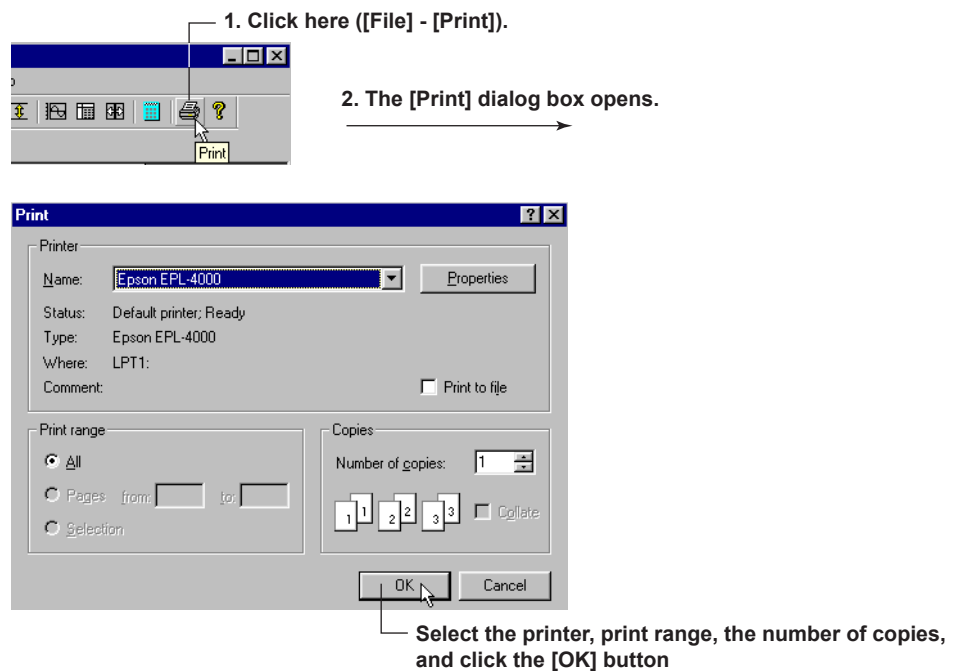 1. Click here ([File] - [Print]).
Print
2. The [Print] dialog box opens.
Print
Printer
Name: Epson EPL-4000 Properties
Status: Default printer; Ready
Type: Epson EPL-4000
Where: LPT1:
Comment: Print to file
Print range
All
Pages from: to:
Selection
Copies
Number of copies: 1
1 1 2 2 3 3 Collate
OK Cancel
Select the printer, print range, the number of copies,
and click the [OK] button